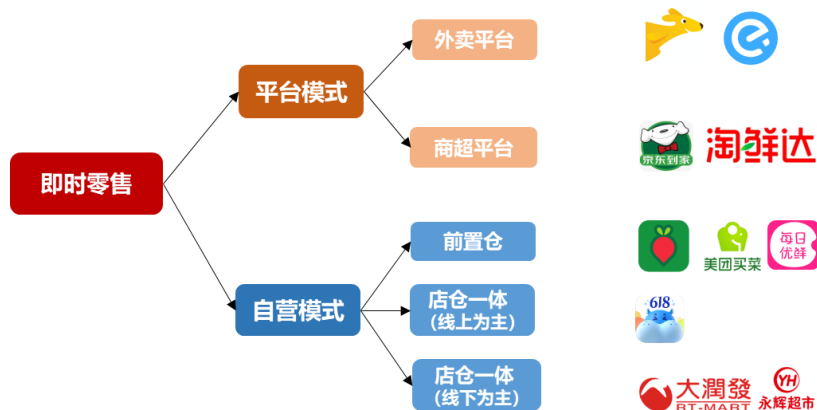 外卖平台
平台模式
商超平台
京东到家
淘鲜达
即时零售
前置仓
美团买菜
每日
优鲜
自营模式
店仓一体
（线上为主）
618
店仓一体
（线下为主）
大潤發
RT-MART
YH
永辉超市